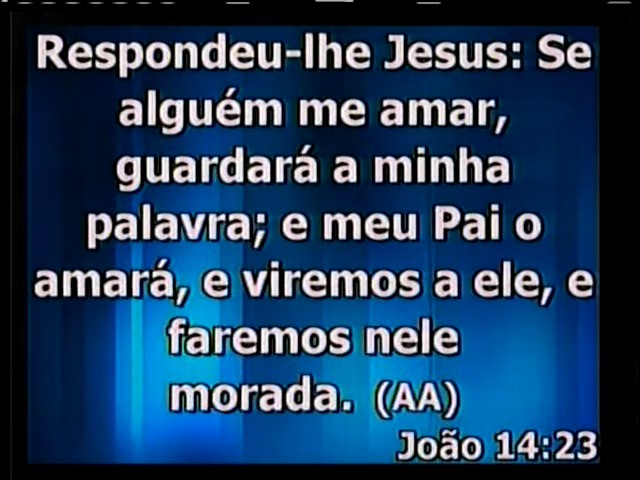 Respondeu-lhe Jesus: Se
alguém me amar,
guardará a minha
palavra; e meu Pai o
amará, e viremos a ele, e
faremos nele
morada. (AA)
João 14:23